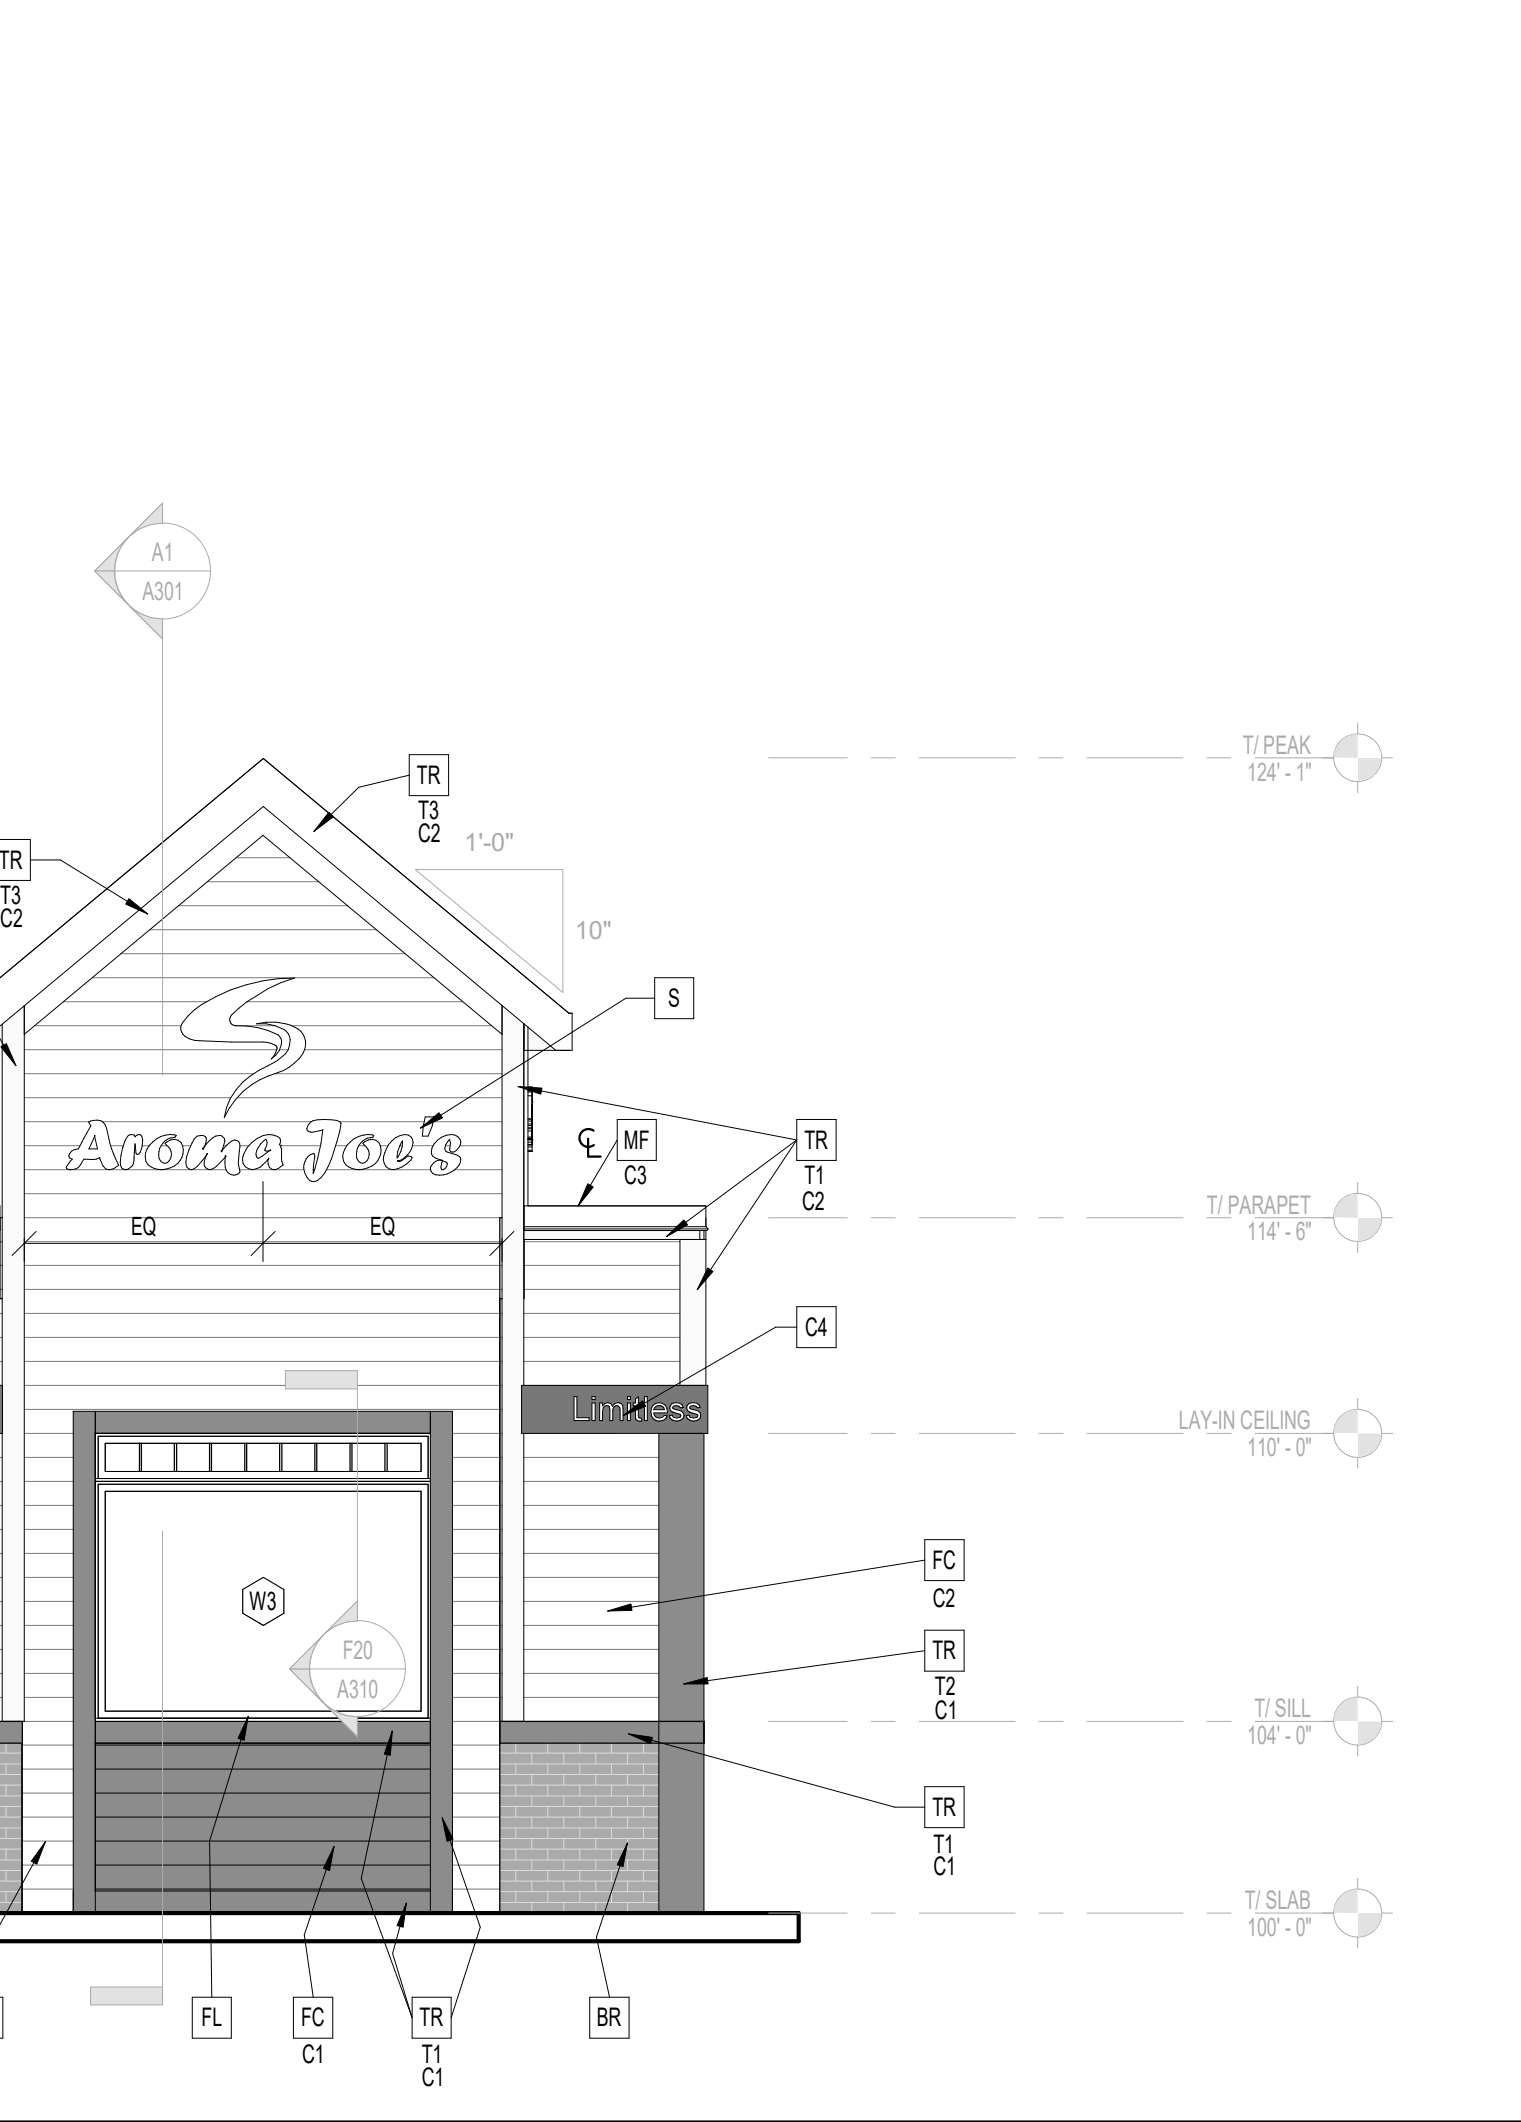 A1
A301
T/ PEAK
124' - 1"
TR
T3
C2
1'-0"
TR
T3
C2
10"
S
Aroma Joe's
℄
MF
C3
TR
T1
C2
T/ PARAPET
114' - 6"
EQ
EQ
C4
Limitless
LAY-IN CEILING
110' - 0"
FC
C2
W3
F20
A310
TR
T2
C1
T/ SILL
104' - 0"
TR
T1
C1
T/ SLAB
100' - 0"
FL
FC
C1
TR
T1
C1
BR